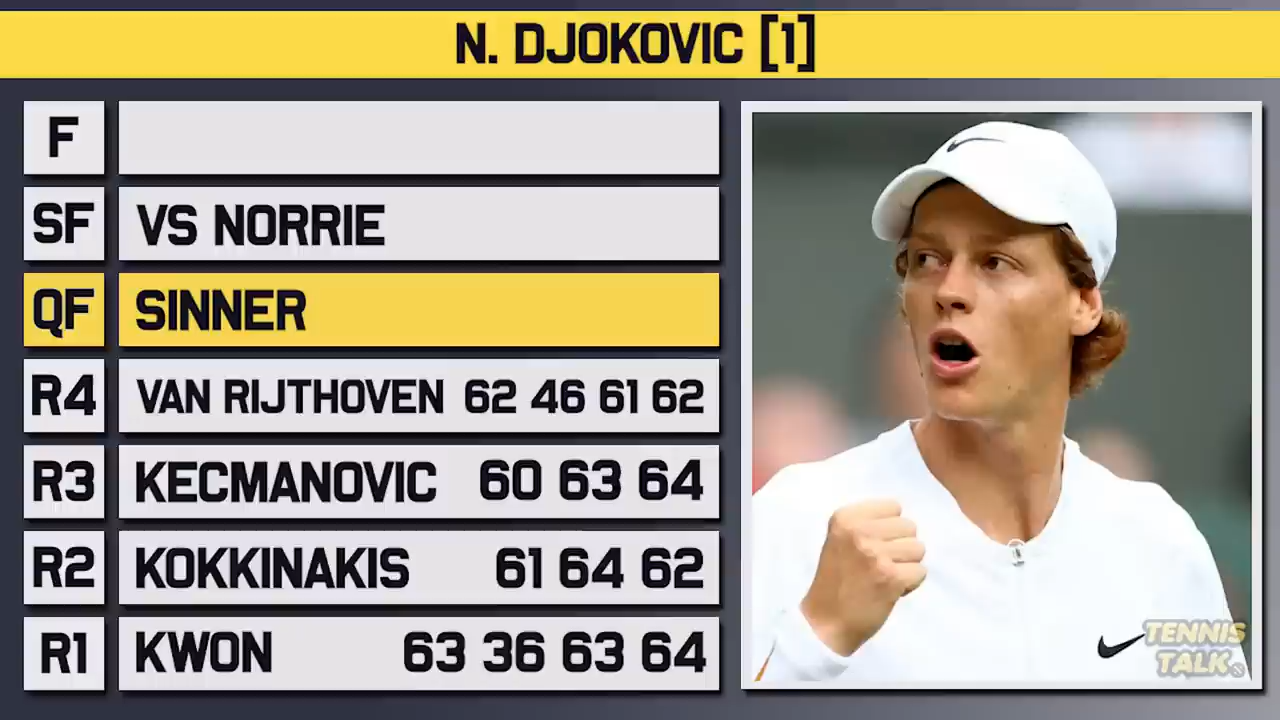 N. DJOKOVIC [1]
F
SF VS NORRIE
QF SINNER
R4 VAN RIJTHOVEN 62 46 61 62
R3 KECMANOVIC 60 63 64
R2 KOKKINAKIS 61 64 62
R1 KWON 63 36 63 64
TENNIS
TALK